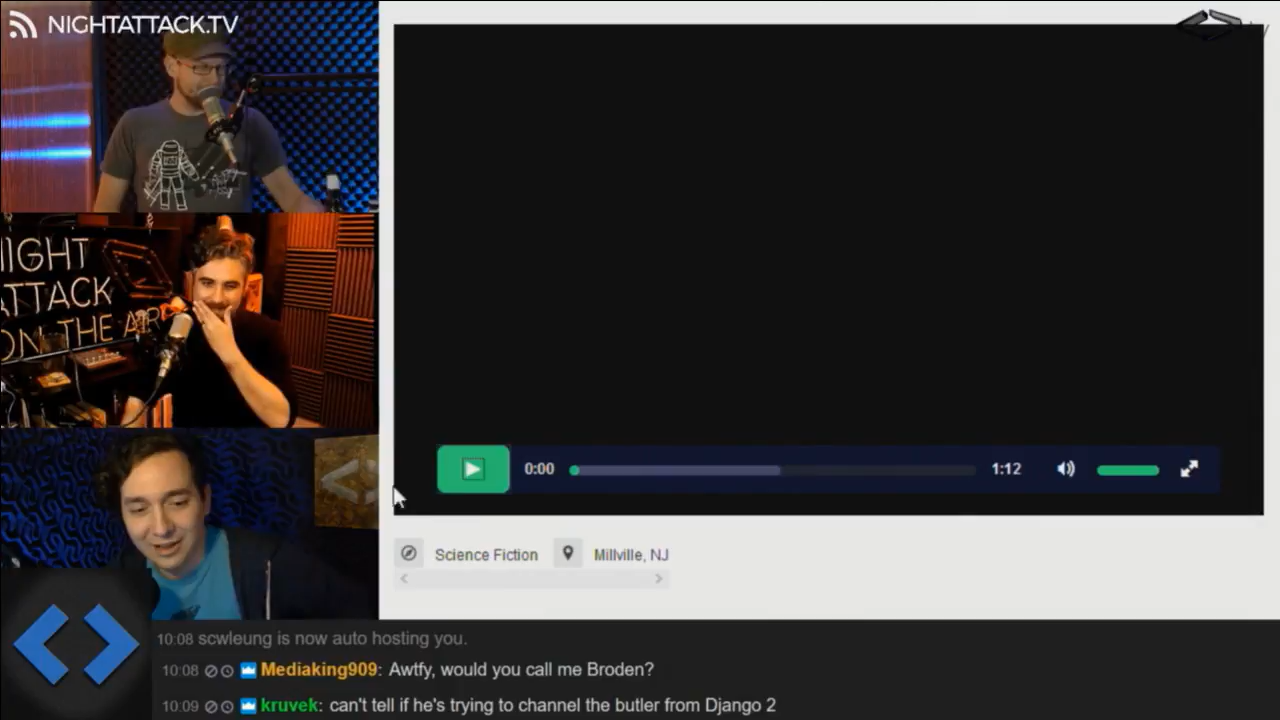 NIGHTATTACK.TV
NIGHT
ATTACK
ON THE AIR
0:00
1:12
Science Fiction
Millville, NJ
10:08 scwleung is now auto hosting you.
10:08 Mediaking909: Awtfy, would you call me Broden?
10:09 kruvek: can't tell if he's trying to channel the butler from Django 2